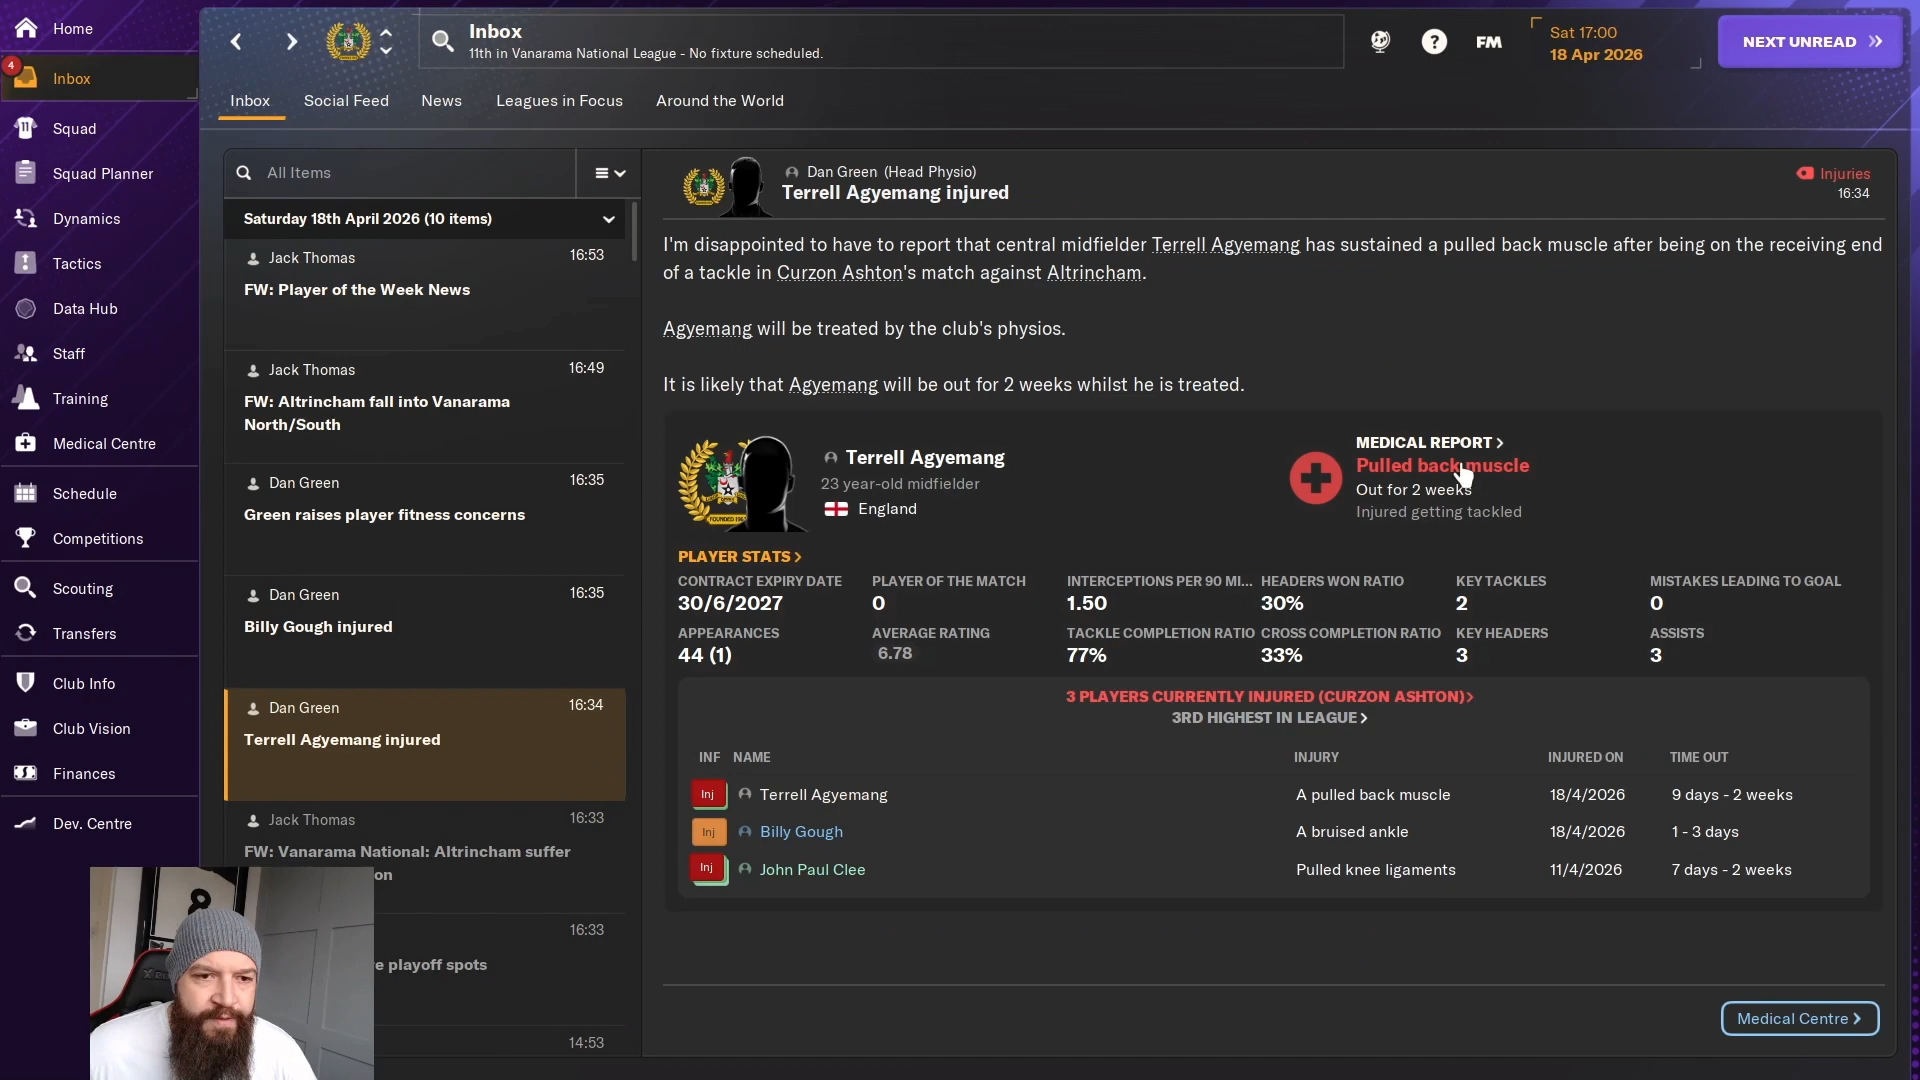 Home
4
Inbox
Squad
Squad Planner
Dynamics
Tactics
Data Hub
Staff
Training
Medical Centre
Schedule
Competitions
Scouting
Transfers
Club Info
Club Vision
Finances
Dev. Centre
Inbox
11th in Vanarama National League - No fixture scheduled.
?
FM
Sat 17:00
18 Apr 2026
NEXT UNREAD
Inbox Social Feed News Leagues in Focus Around the World
All Items
Saturday 18th April 2026 (10 items)
Jack Thomas 16:53
FW: Player of the Week News
Jack Thomas 16:49
FW: Altrincham fall into Vanarama
North/South
Dan Green 16:35
Green raises player fitness concerns
Dan Green 16:35
Billy Gough injured
Dan Green 16:34
Terrell Agyemang injured
Jack Thomas 16:33
FW: Vanarama National: Altrincham suffer
on
16:33
e playoff spots
14:53
Dan Green (Head Physio)
Terrell Agyemang injured
Injuries
16:34
I'm disappointed to have to report that central midfielder Terrell Agyemang has sustained a pulled back muscle after being on the receiving end
of a tackle in Curzon Ashton's match against Altrincham.
Agyemang will be treated by the club's physios.
It is likely that Agyemang will be out for 2 weeks whilst he is treated.
Terrell Agyemang
23 year-old midfielder
England
MEDICAL REPORT >
Pulled back muscle
Out for 2 weeks
Injured getting tackled
PLAYER STATS >
CONTRACT EXPIRY DATE PLAYER OF THE MATCH INTERCEPTIONS PER 90 MI... HEADERS WON RATIO KEY TACKLES MISTAKES LEADING TO GOAL
30/6/2027 0 1.50 30% 2 0
APPEARANCES AVERAGE RATING TACKLE COMPLETION RATIO CROSS COMPLETION RATIO KEY HEADERS ASSISTS
44 (1) 6.78 77% 33% 3 3
3 PLAYERS CURRENTLY INJURED (CURZON ASHTON)>
3RD HIGHEST IN LEAGUE >
INF NAME INJURY INJURED ON TIME OUT
Inj Terrell Agyemang A pulled back muscle 18/4/2026 9 days - 2 weeks
Inj Billy Gough A bruised ankle 18/4/2026 1 - 3 days
Inj John Paul Clee Pulled knee ligaments 11/4/2026 7 days - 2 weeks
Medical Centre >